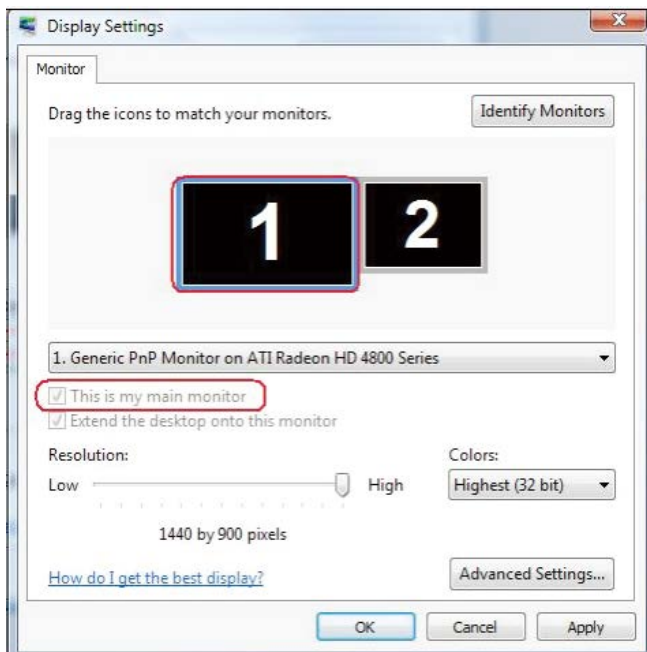 Display Settings
Monitor
Drag the icons to match your monitors.
Identify Monitors
1
2
1. Generic PnP Monitor on ATI Radeon HD 4800 Series
This is my main monitor
Extend the desktop onto this monitor
Resolution:
Colors:
Low
High
Highest (32 bit)
1440 by 900 pixels
How do I get the best display?
Advanced Settings...
OK
Cancel
Apply